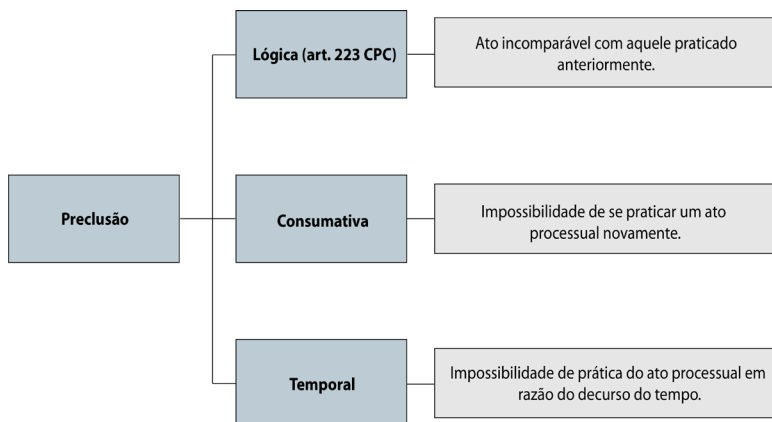 Lógica (art. 223 CPC)
Ato incomparável com aquele praticado
anteriormente.
Preclusão
Consumativa
Impossibilidade de se praticar um ato
processual novamente.
Temporal
Impossibilidade de prática do ato processual em
razão do decurso do tempo.